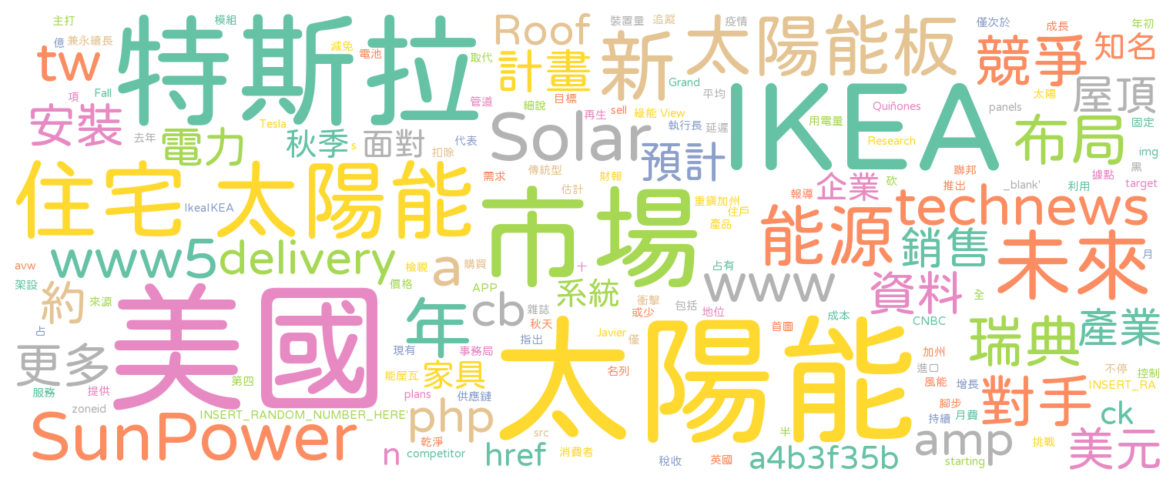 主打 模組 兼永續長 減免 裝置量 追蹤 疫情 僅次於 成長 年初
特斯拉 Roof 新 太陽能板 競爭 知名
tw 億 電池 取代 計畫
項 Fall 管道 細說 目標 Grand 平均 太陽 屋頂
安裝 Tesla 再生 sell 綠能 View Quiñones panels 固定
去年 電力 秋季 s 面對 代表 Solar 執行長 延遲 用電量 IKEA 布局
扣除 預計 Research 黑 img
住宅 太陽能 需求 傳統型 估計 財報 企業 砍 聯邦 推出 _blank' 利用 據點 target
IkeaIKEA 市場 重鎮加州 住戶 產品 報導 能源 technews
www5 delivery a 檢視 購買 十 占有 www 銷售 未來 月
avw 架設 價格 APP 系統 衝擊 包括 資料 全
約 來源 美國 年 cb 雜誌 或少 地位 首圖 成本 CNBC 瑞典 產業
占 現有 事務局 秋天 指出 Javier 僅 太陽能 加州 進口 不停 控制
更多 第四 能屋瓦 家具 名列 風能 增長 INSERT_RA
服務 提供 plans 供應鏈 腳步 對手
zoneid INSERT_RANDOM_NUMBER_HERE' php 持續 月費 ck
SunPower 乾淨 src 半 amp 挑戰 美元
n competitor href 消費者 稅收 英國 a4b3f35b starting